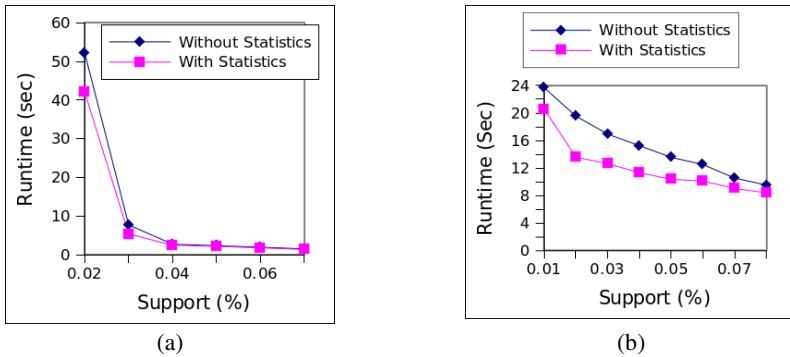 Without Statistics
With Statistics
60
50
40
30
20
10
0
0.02
0.04
0.06
Runtime (sec)
Support (%)
(a)
Without Statistics
With Statistics
24
20
16
12
8
4
0
0.01
0.03
0.05
0.07
Runtime (Sec)
Support (%)
(b)